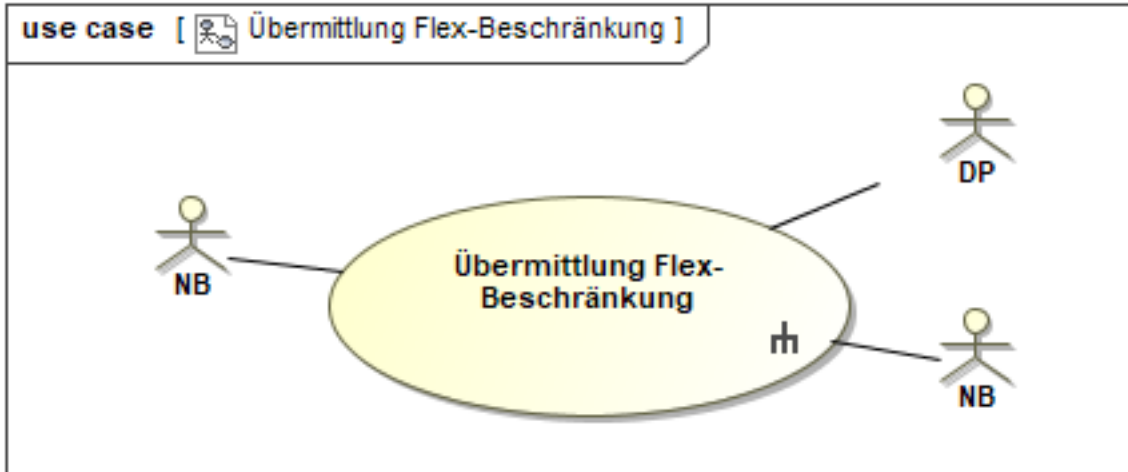 use case [ Übermittlung Flex-Beschränkung ]
DP
NB
Übermittlung Flex-
Beschränkung
NB